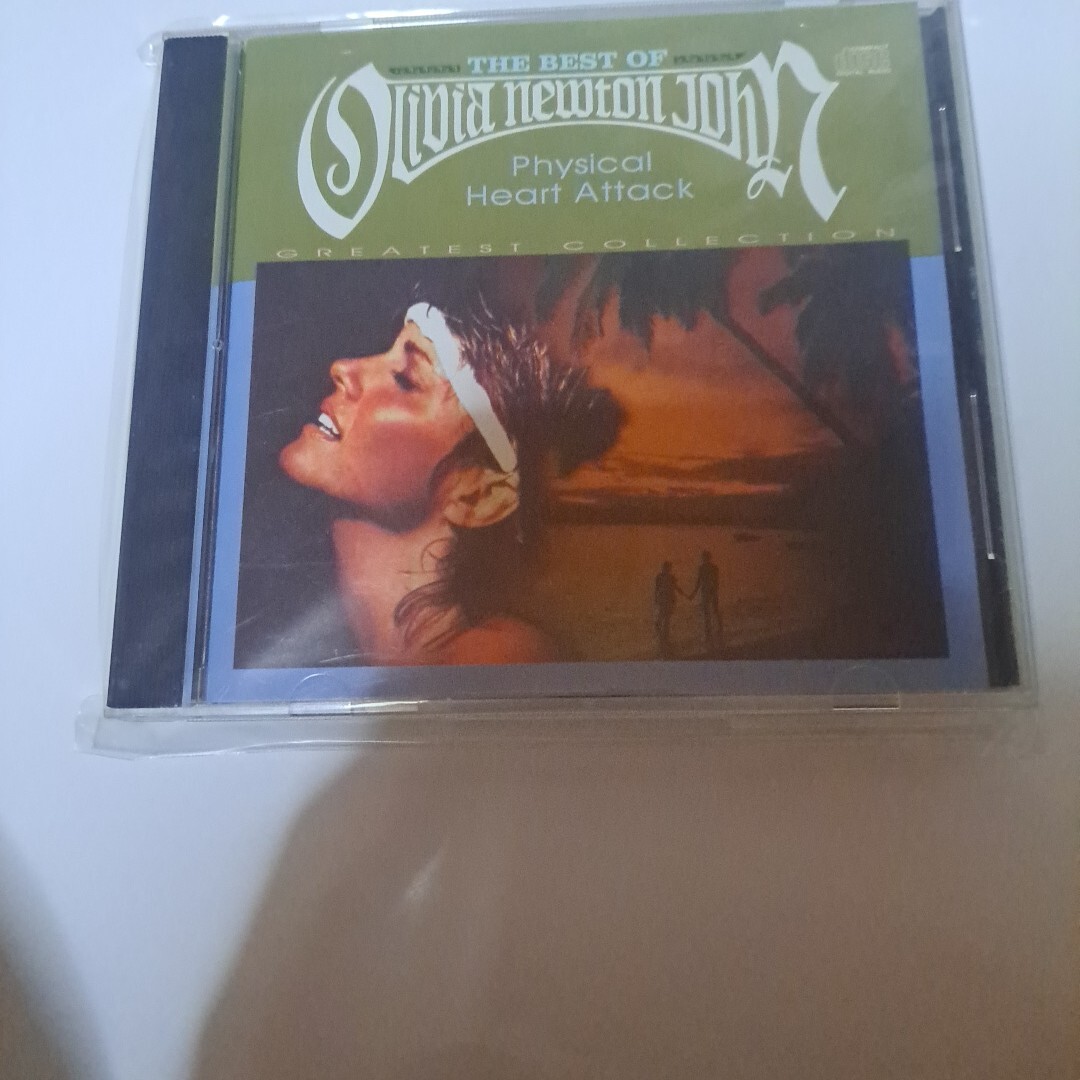 THE BEST OF
Olivia newton John
Physical
Heart Attack
GREATEST COLLECTION